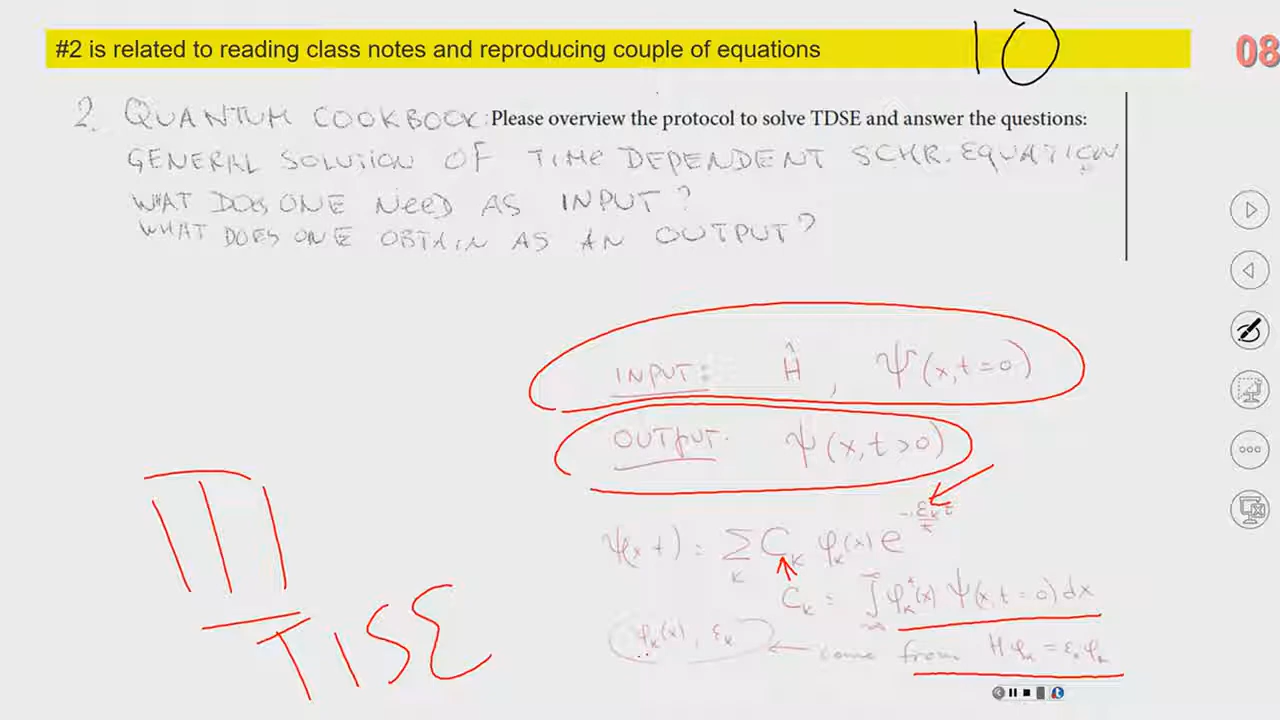 #2 is related to reading class notes and reproducing couple of equations
10
08
2. QUANTUM COOKBOOK: Please overview the protocol to solve TDSE and answer the questions:
GENERAL SOLUTION OF TIME DEPENDENT SCHR. EQUATION
WHAT DOES ONE NEED AS INPUT?
WHAT DOES ONE OBTAIN AS AN OUTPUT?
INPUT: Ĥ, Ψ(x,t=0)
OUTPUT. ψ(x,t>0)
ψ(x t) = Σ_K C_K φ_K(x) e^{-i ε_K t/ħ}
C_K = ∫_{-∞}^{∞} φ_K^*(x) Ψ(x,t=0) dx
φ_K(x), ε_K ← come from Hφ_K = ε_K φ_K
III
TISE